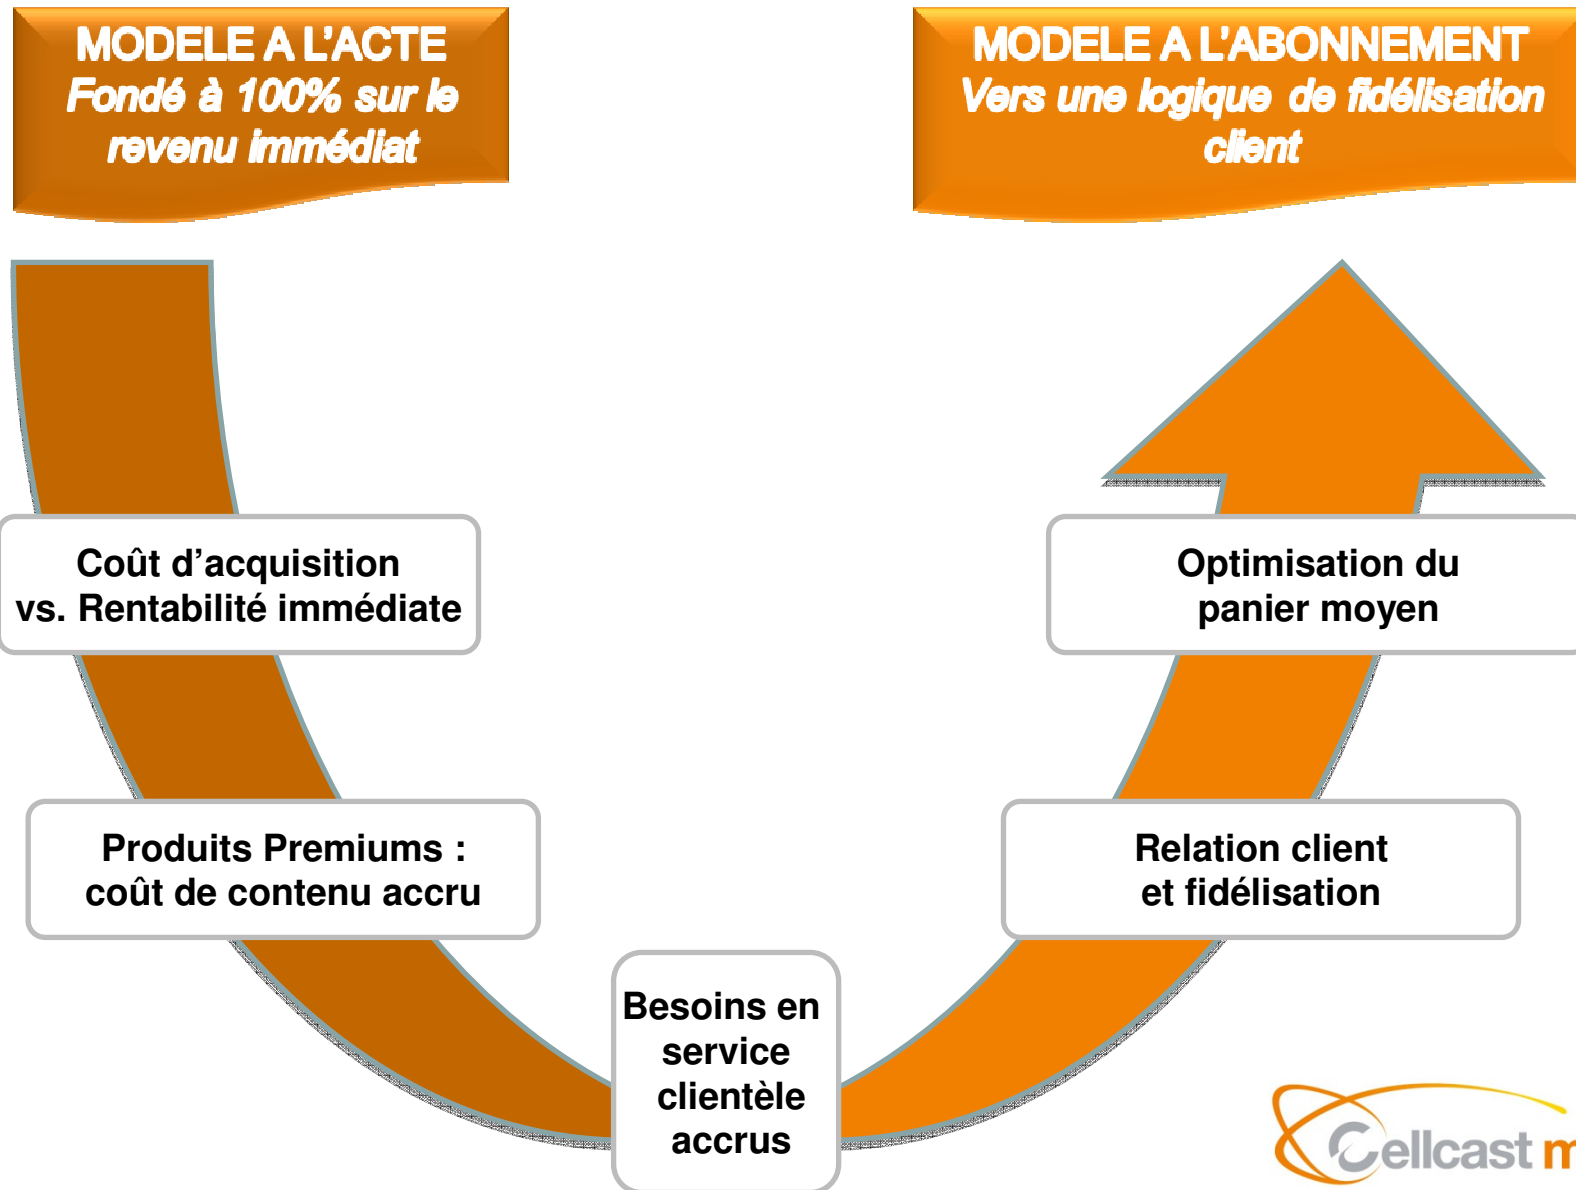 MODELE A L'ACTE
Fondé à 100% sur le
revenu immédiat
MODELE A L'ABONNEMENT
Vers une logique de fidélisation
client
Coût d'acquisition
vs. Rentabilité immédiate
Optimisation du
panier moyen
Produits Premiums :
coût de contenu accru
Relation client
et fidélisation
Besoins en
service
clientèle
accrus
Cellcast m